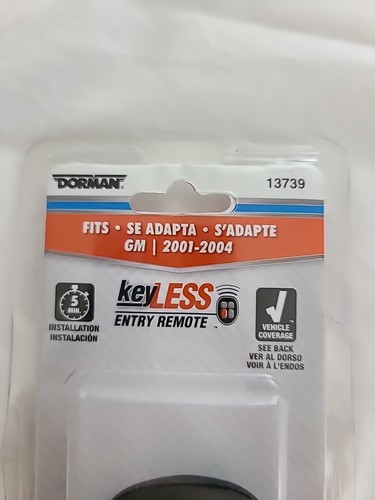 DORMAN
13739
FITS • SE ADAPTA • S'ADAPTE
GM | 2001-2004
keyLESS
ENTRY REMOTE™
5
MIN.
INSTALLATION
INSTALACIÓN
VEHICLE
COVERAGE
SEE BACK
VER AL DORSO
VOIR À L'ENDOS